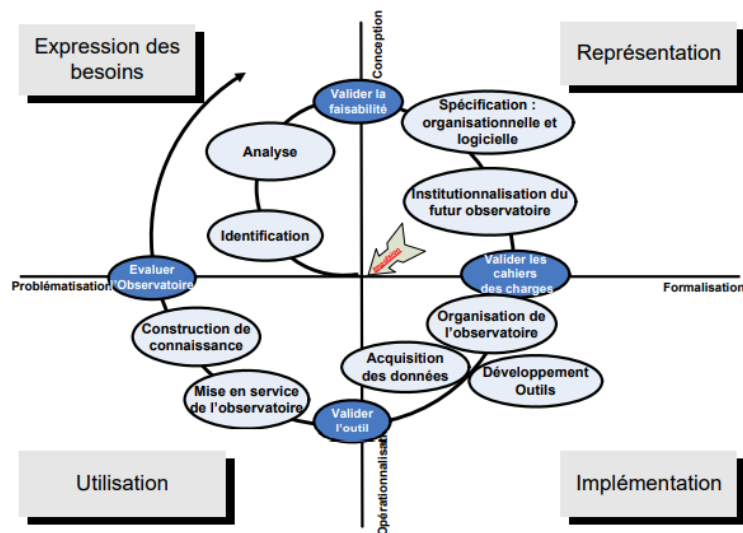 Expression des
besoins
Conception
Représentation
Valider la
faisabilité
Spécification :
organisationnelle et
logicielle
Analyse
Institutionnalisation du
futur observatoire
Identification
Evaluer
l'Observatoire
Valider les
cahiers
des charges
Problématisation
Formalisation
Organisation de
l'observatoire
Construction de
connaissance
Acquisition
des données
Développement
Outils
Mise en service
de l'observatoire
Valider
l'outil
Opérationnalisat
Utilisation
Implémentation